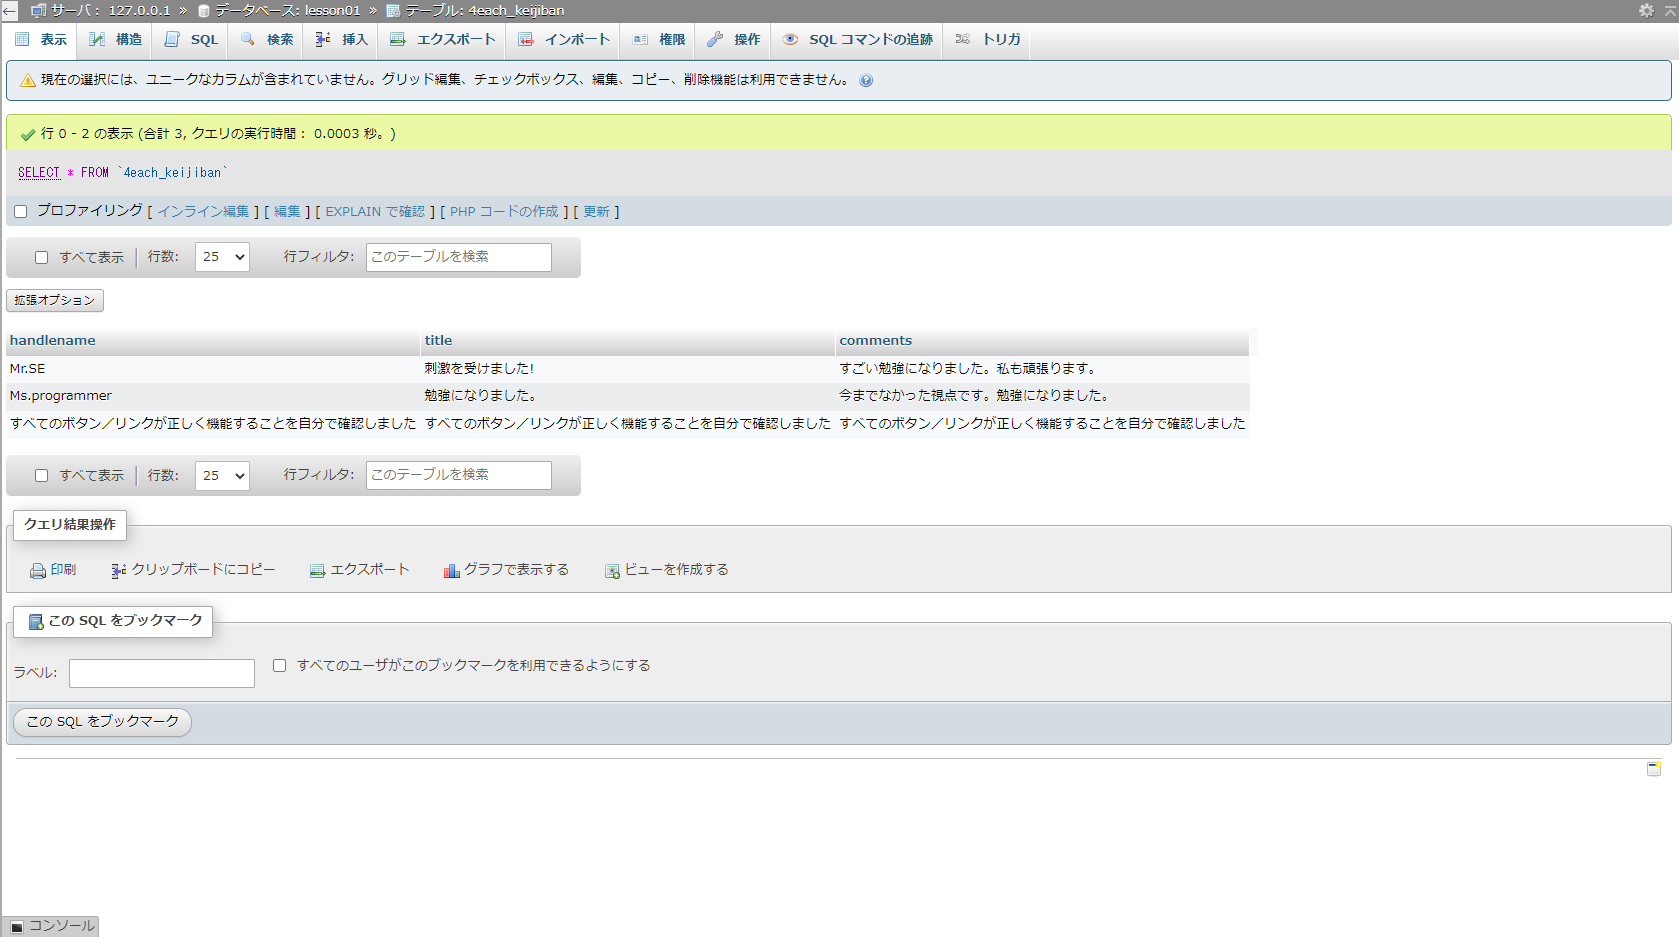 サーバ： 127.0.0.1 » データベース: lesson01 » テーブル: 4each_keijiban
表示 構造 SQL 検索 挿入 エクスポート インポート 権限 操作 SQL コマンドの追跡 トリガ
現在の選択には、ユニークなカラムが含まれていません。グリッド編集、チェックボックス、編集、コピー、削除機能は利用できません。
行 0 - 2 の表示 (合計 3, クエリの実行時間： 0.0003 秒。)
SELECT * FROM `4each_keijiban`
プロファイリング [ インライン編集 ] [ 編集 ] [ EXPLAIN で確認 ] [ PHP コードの作成 ] [ 更新 ]
すべて表示 行数: 25 行フィルタ: このテーブルを検索
拡張オプション
handlename title comments
Mr.SE 刺激を受けました! すごい勉強になりました。私も頑張ります。
Ms.programmer 勉強になりました。 今までなかった視点です。勉強になりました。
すべてのボタン／リンクが正しく機能することを自分で確認しました すべてのボタン／リンクが正しく機能することを自分で確認しました すべてのボタン／リンクが正しく機能することを自分で確認しました
すべて表示 行数: 25 行フィルタ: このテーブルを検索
クエリ結果操作
印刷 クリップボードにコピー エクスポート グラフで表示する ビューを作成する
この SQL をブックマーク
ラベル: すべてのユーザがこのブックマークを利用できるようにする
この SQL をブックマーク
コンソール